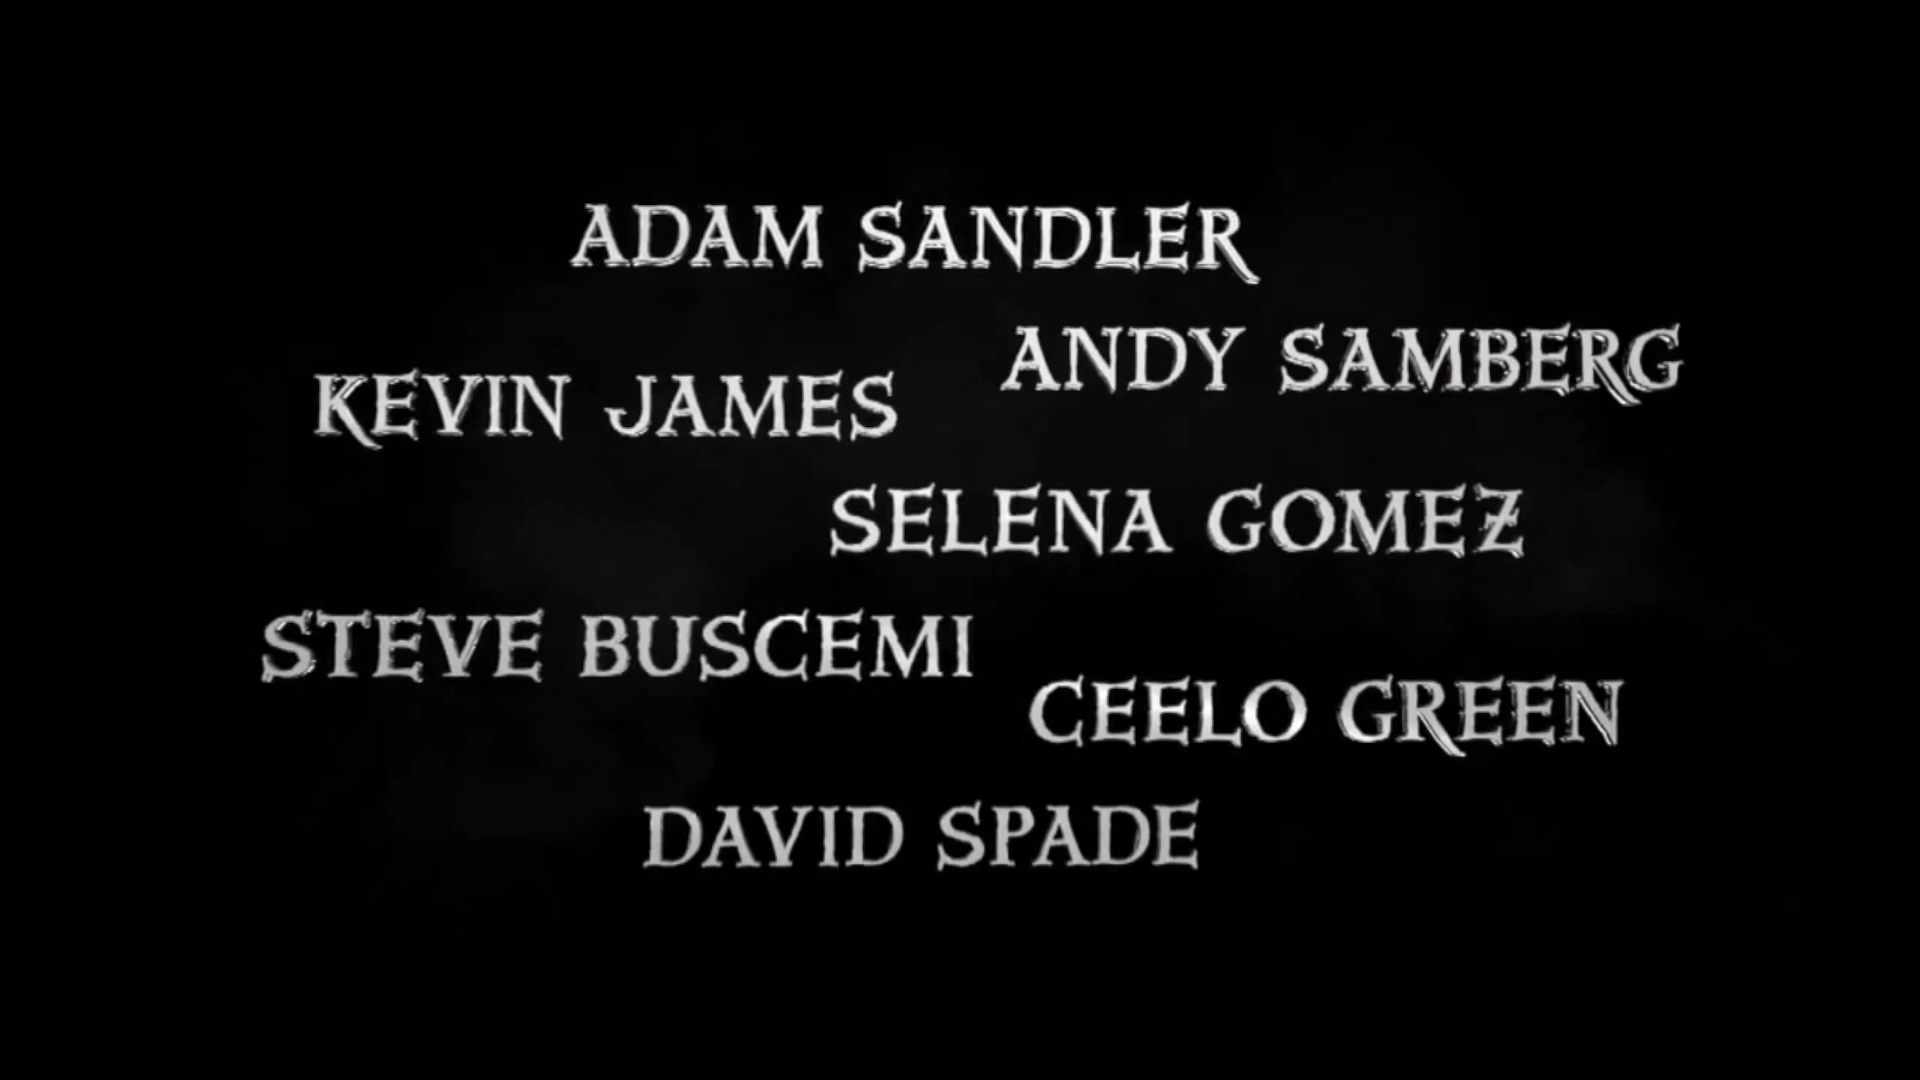 ADAM SANDLER
ANDY SAMBERG
KEVIN JAMES
SELENA GOMEZ
STEVE BUSCEMI
CEELO GREEN
DAVID SPADE